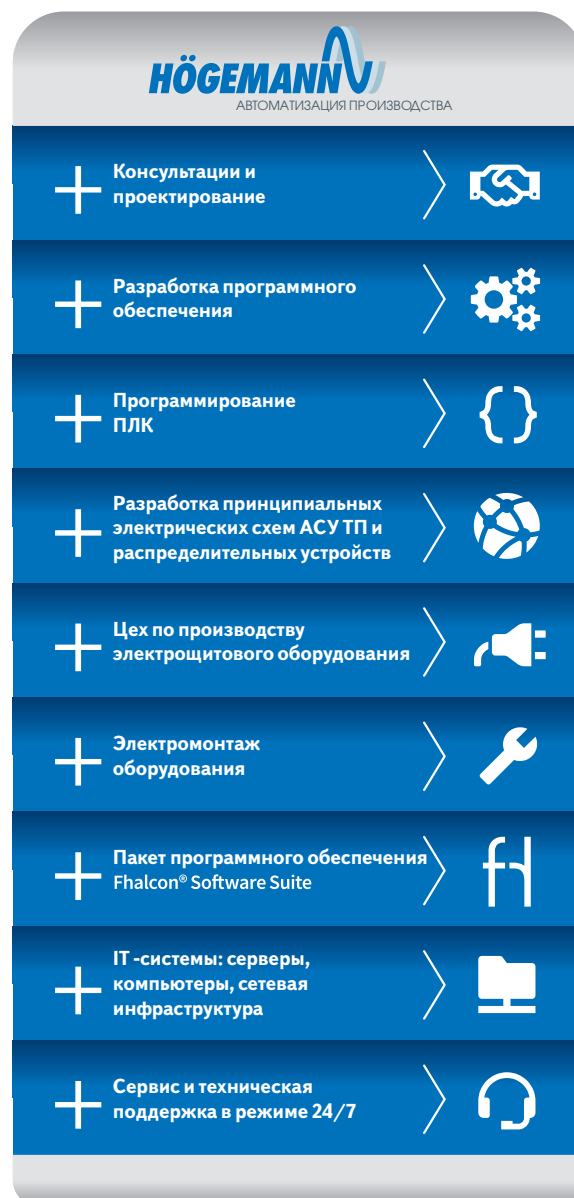 HÖGEMANN
АВТОМАТИЗАЦИЯ ПРОИЗВОДСТВА
Консультации и
проектирование
Разработка программного
обеспечения
Программирование
ПЛК
Разработка принципиальных
электрических схем АСУ ТП и
распределительных устройств
Цех по производству
электрощитового оборудования
Электромонтаж
оборудования
Пакет программного обеспечения
Fhalcon® Software Suite
IT -системы: серверы,
компьютеры, сетевая
инфраструктура
Сервис и техническая
поддержка в режиме 24/7